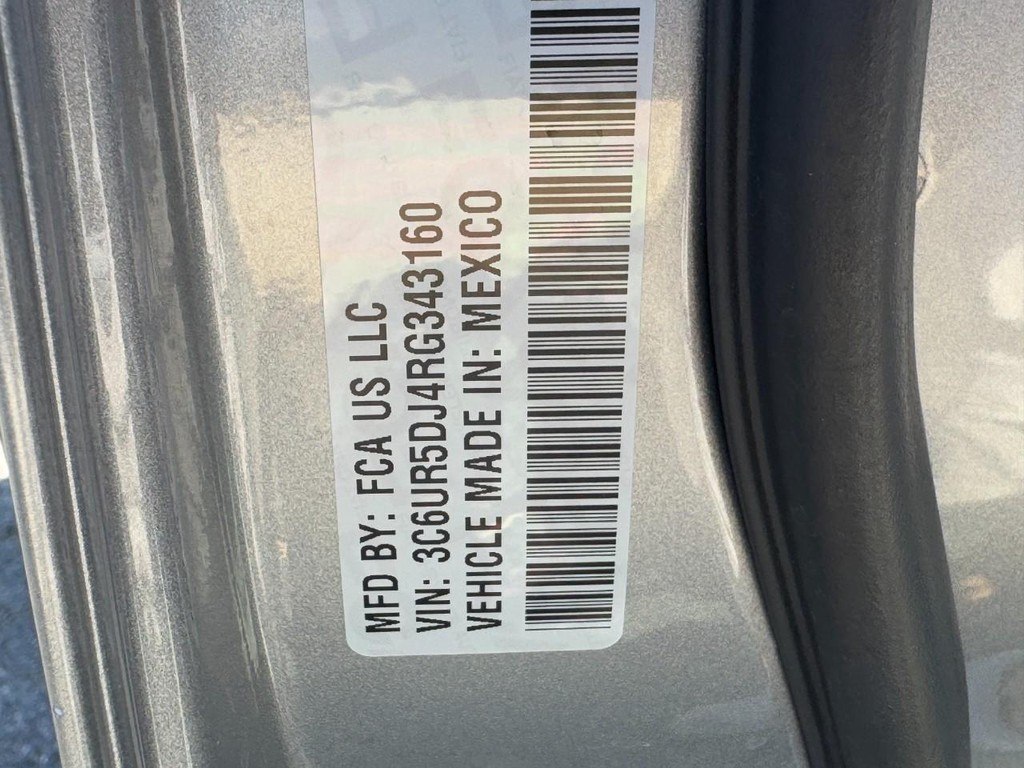 MFD BY: FCA US LLC
VIN: 3C6UR5DJ4RG343160
VEHICLE MADE IN: MEXICO